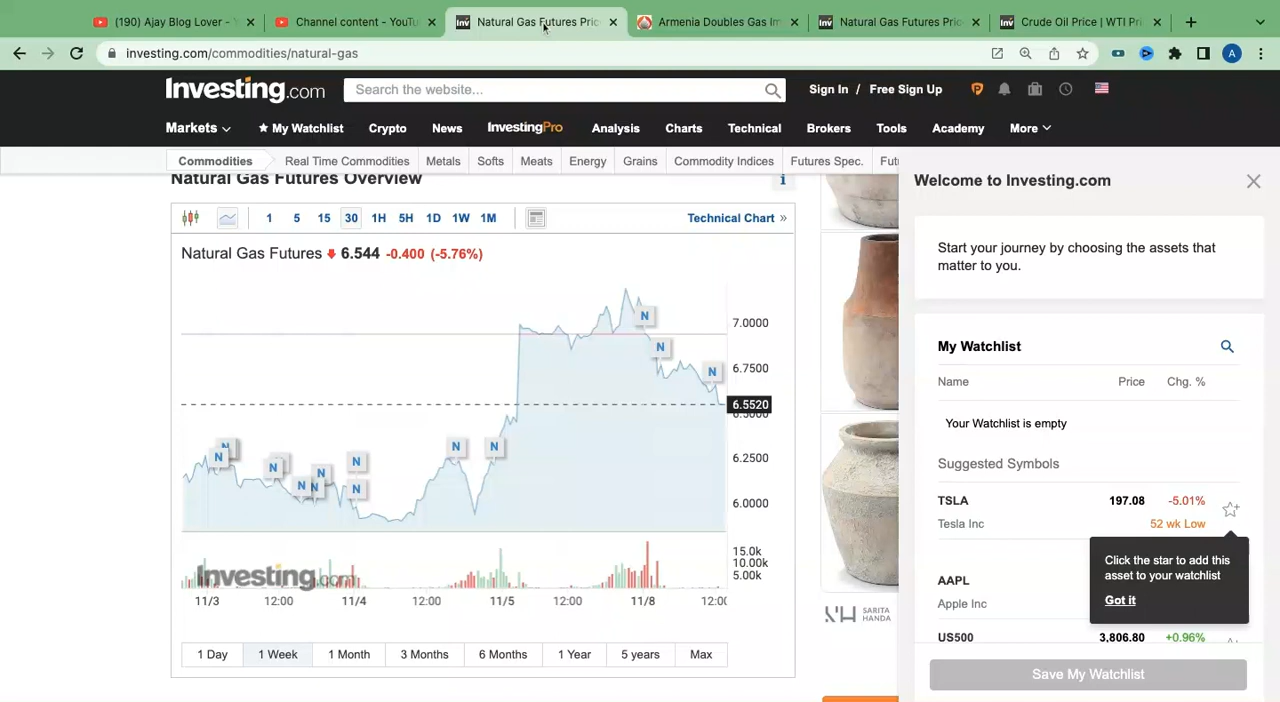 (190) Ajay Blog Lover - Y
Channel content - YouTu
Natural Gas Futures Pric
Armenia Doubles Gas Im
Natural Gas Futures Pric
Crude Oil Price | WTI Pri
investing.com/commodities/natural-gas
A
Investing.com
Search the website...
Sign In / Free Sign Up
Markets
My Watchlist
Crypto
News
InvestingPro
Analysis
Charts
Technical
Brokers
Tools
Academy
More
Commodities
Real Time Commodities
Metals
Softs
Meats
Energy
Grains
Commodity Indices
Futures Spec.
Fut
Natural Gas Futures Overview
i
1 5 15 30 1H 5H 1D 1W 1M
Technical Chart »
Natural Gas Futures 6.544 -0.400 (-5.76%)
N
N
N
N
N
N
N
N
N
N
N
N
N
7.0000
6.7500
6.5520
6.2500
6.0000
15.0k
10.00k
5.00k
Investing.com
11/3 12:00 11/4 12:00 11/5 12:00 11/8 12:00
1 Day
1 Week
1 Month
3 Months
6 Months
1 Year
5 years
Max
SARITA
HANDA
Welcome to Investing.com
Start your journey by choosing the assets that
matter to you.
My Watchlist
Name Price Chg. %
Your Watchlist is empty
Suggested Symbols
TSLA 197.08 -5.01%
Tesla Inc 52 wk Low
Click the star to add this
asset to your watchlist
Got it
AAPL
Apple Inc
US500 3,806.80 +0.96%
Save My Watchlist